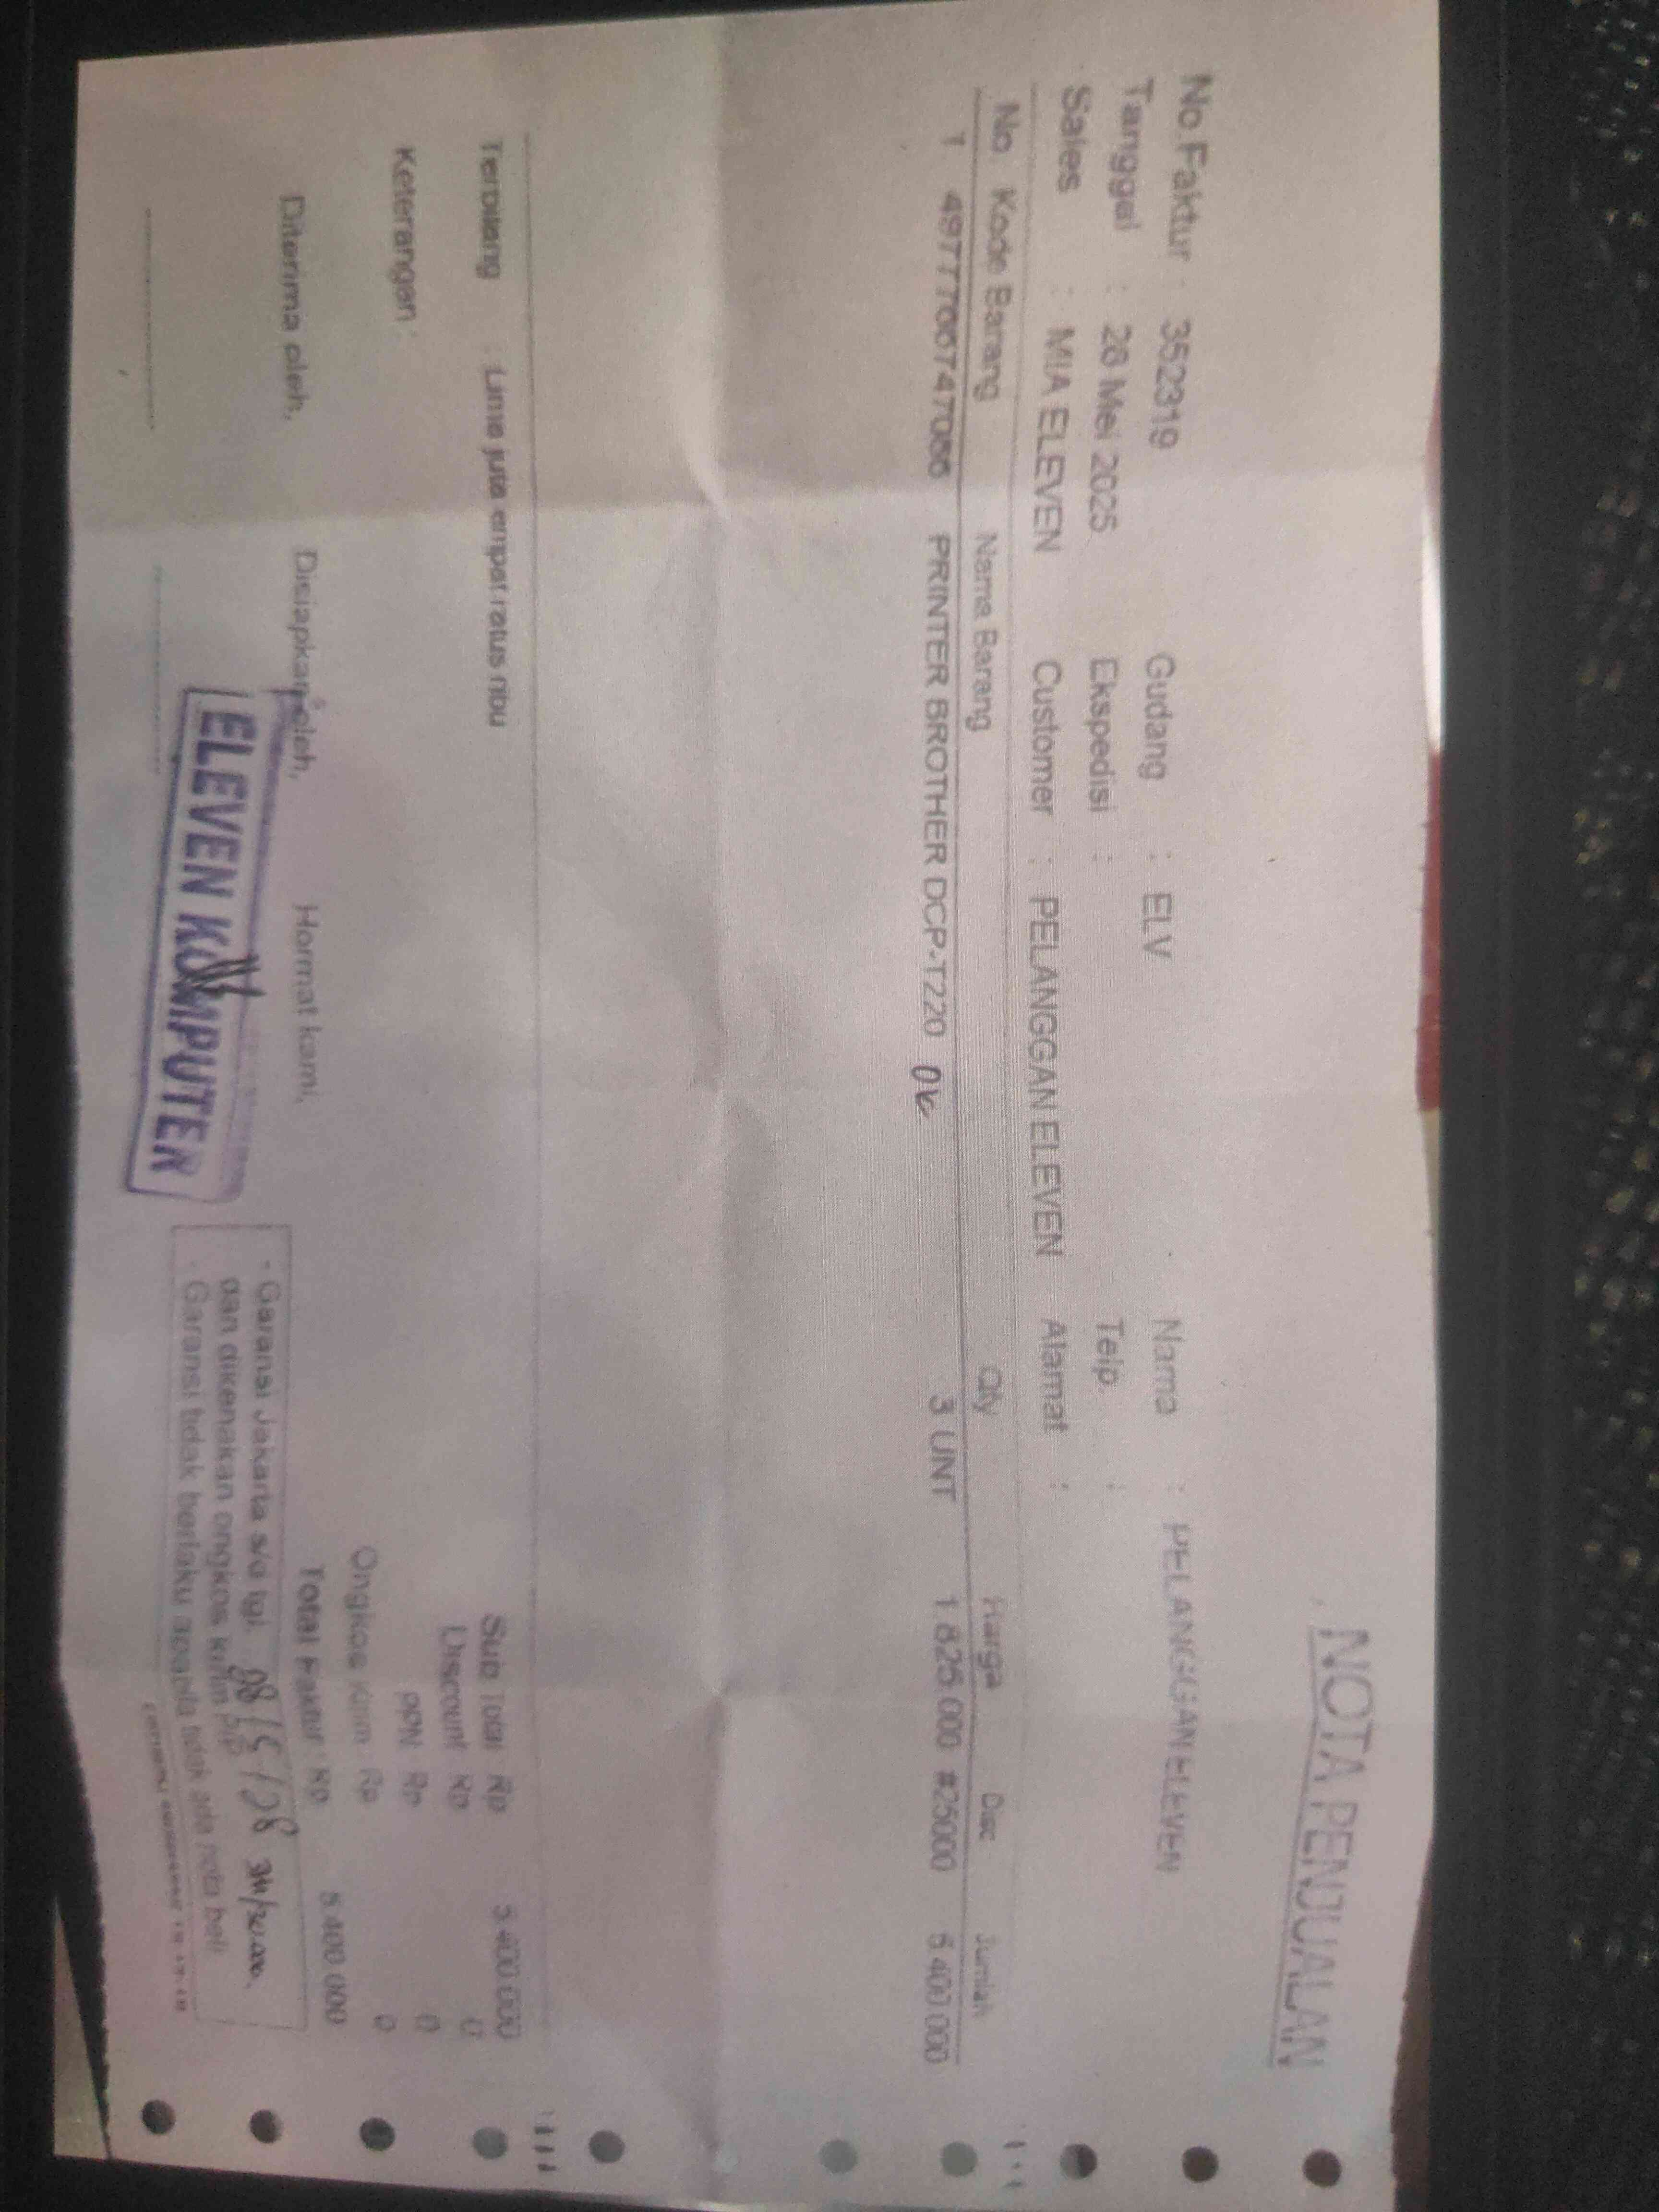 NOTA PENJUALAN
No.Faktur : 3523319 Gudang : ELV Nama : PELANGGAN ELEVEN
Tanggal : 26 Mei 2025 Ekspedisi : Telp. :
Sales : MIA ELEVEN Customer : PELANGGAN ELEVEN Alamat :
No Kode Barang Nama Barang Qty Harga Disc Jumlah
1 PRINTER BROTHER DCP-T220 OK 3 UNT 1.825.000 #25000 5.400.000
Terbilang : Lima juta empat ratus ribu
Sub Total Rp 5.400.000
Discount Rp 0
Keterangan :
PPN Rp 0
Ongkos Kirim : Rp 0
Total Faktur : Rp 5.400.000
Diterima oleh, Disiapkan oleh, Hormat kami,
ELEVEN KOMPUTER
- Garansi Jakarta s/d tgl.
dan dikenakan ongkos kirim PP
- Garansi tidak berlaku apabila tidak ada nota beli